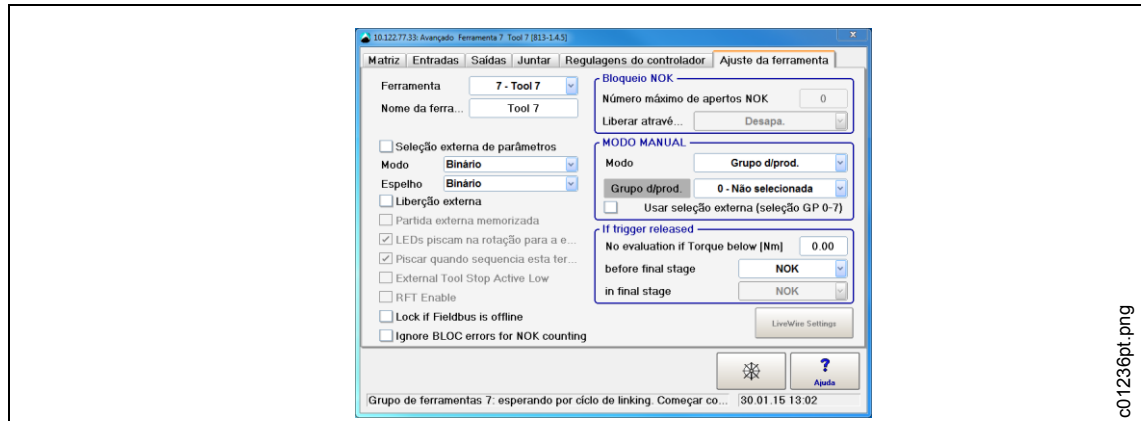 10.122.77.33: Avançado Ferramenta 7 Tool 7 [813-1.4.5]
Matriz Entradas Saídas Juntar Regulagens do controlador Ajuste da ferramenta
Ferramenta 7 - Tool 7
Nome da ferra... Tool 7
Seleção externa de parâmetros
Modo Binário
Espelho Binário
Liberção externa
Partida externa memorizada
LEDs piscam na rotação para a e...
Piscar quando sequencia esta ter...
External Tool Stop Active Low
RFT Enable
Lock if Fieldbus is offline
Ignore BLOC errors for NOK counting
Bloqueio NOK
Número máximo de apertos NOK 0
Liberar atravé... Desapa.
MODO MANUAL
Modo Grupo d/prod.
Grupo d/prod. 0 - Não selecionada
Usar seleção externa (seleção GP 0-7)
If trigger released
No evaluation if Torque below [Nm] 0.00
before final stage NOK
in final stage NOK
LiveWire Settings
?
Ajuda
Grupo de ferramentas 7: esperando por cíclo de linking. Começar co... 30.01.15 13:02
c01236pt.png